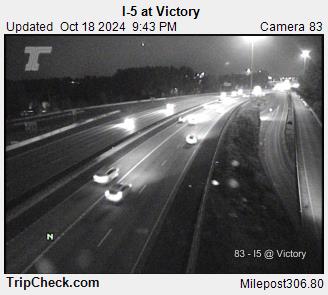 I-5 at Victory
Updated Oct 18 2024 9:43 PM Camera 83
T
N
83 - I5 @ Victory
TripCheck.com Milepost306.80